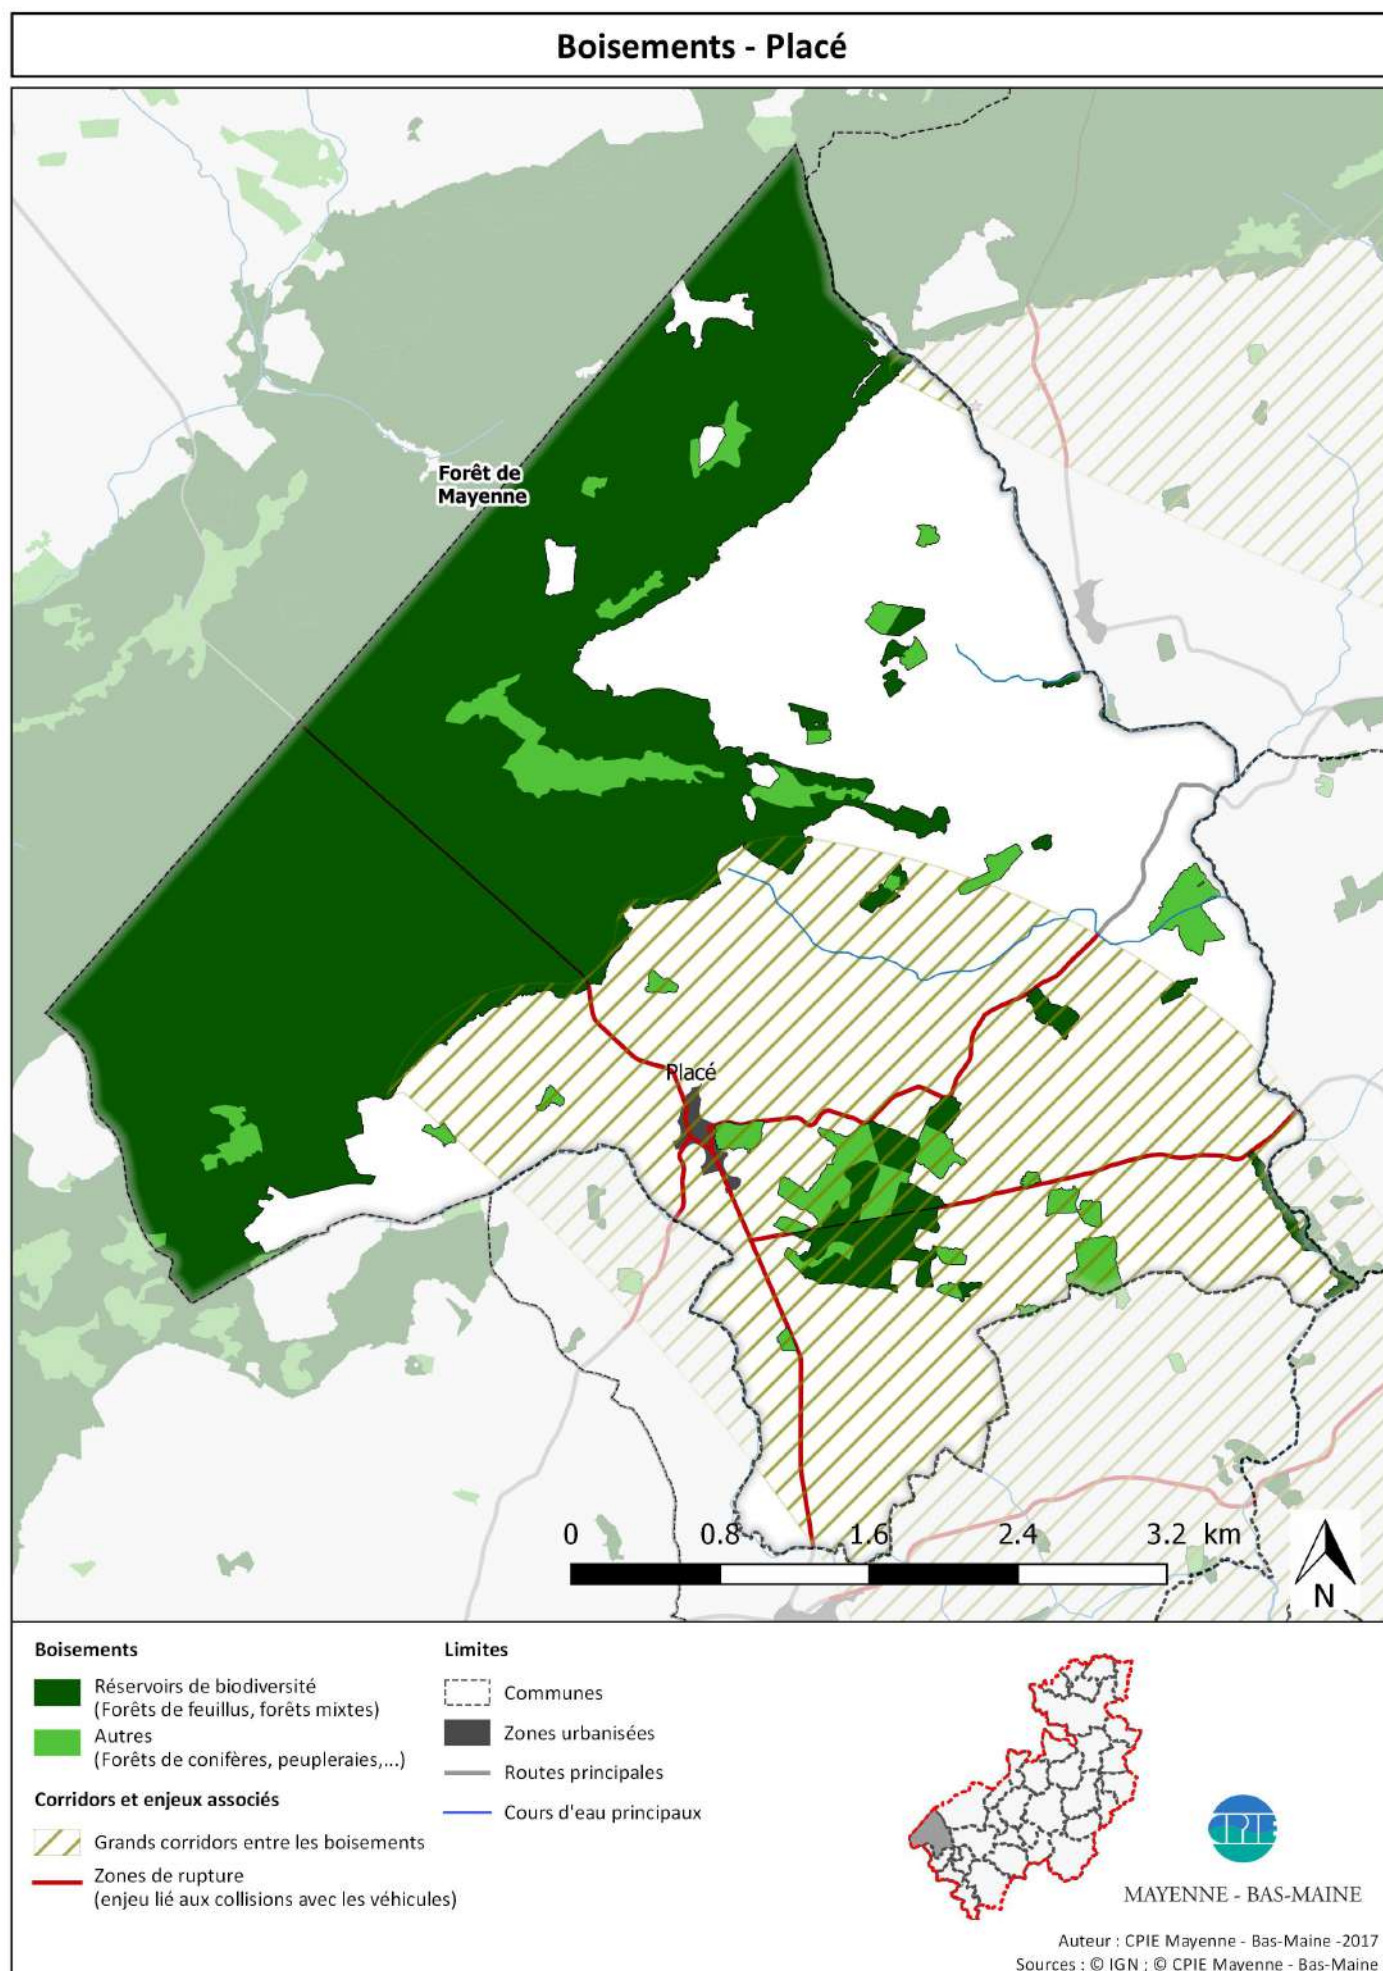 Boisements - Placé
Forêt de
Mayenne
Placé
0 0.8 1.6 2.4 3.2 km
N
Boisements
Réservoirs de biodiversité
(Forêts de feuillus, forêts mixtes)
Autres
(Forêts de conifères, peupleraies,...)
Corridors et enjeux associés
Grands corridors entre les boisements
Zones de rupture
(enjeu lié aux collisions avec les véhicules)
Limites
Communes
Zones urbanisées
Routes principales
Cours d'eau principaux
CPIE
MAYENNE - BAS-MAINE
Auteur : CPIE Mayenne - Bas-Maine -2017
Sources : © IGN ; © CPIE Mayenne - Bas-Maine